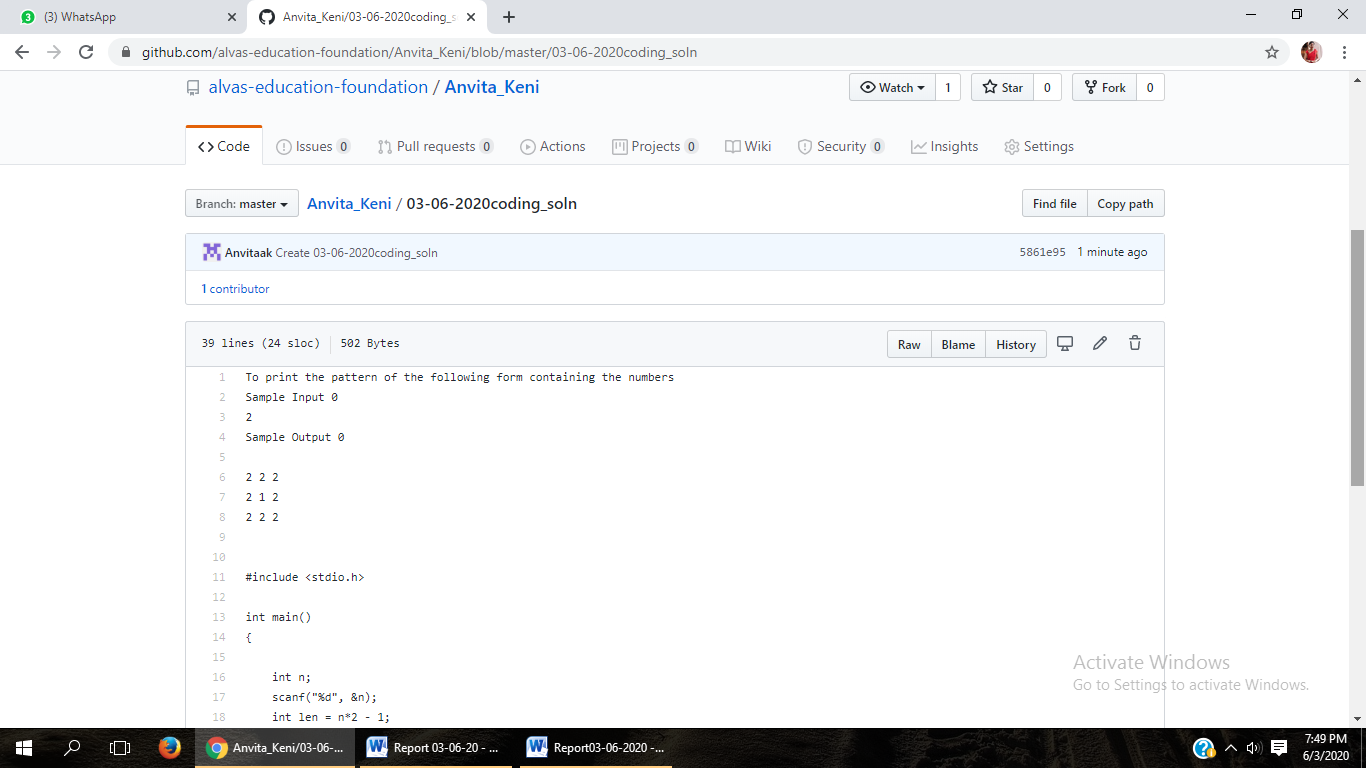 (3) WhatsApp
Anvita_Keni/03-06-2020coding_s
github.com/alvas-education-foundation/Anvita_Keni/blob/master/03-06-2020coding_soln
alvas-education-foundation / Anvita_Keni
Watch 1 Star 0 Fork 0
Code Issues 0 Pull requests 0 Actions Projects 0 Wiki Security 0 Insights Settings
Branch: master Anvita_Keni / 03-06-2020coding_soln Find file Copy path
Anvitaak Create 03-06-2020coding_soln 5861e95 1 minute ago
1 contributor
39 lines (24 sloc) 502 Bytes Raw Blame History
1 To print the pattern of the following form containing the numbers
2 Sample Input 0
3 2
4 Sample Output 0
5
6 2 2 2
7 2 1 2
8 2 2 2
9
10
11 #include <stdio.h>
12
13 int main()
14 {
15
16 int n;
17 scanf("%d", &n);
18 int len = n*2 - 1;
Activate Windows
Go to Settings to activate Windows.
Anvita_Keni/03-06-... Report 03-06-20 - ... Report03-06-2020 -...
7:49 PM
6/3/2020